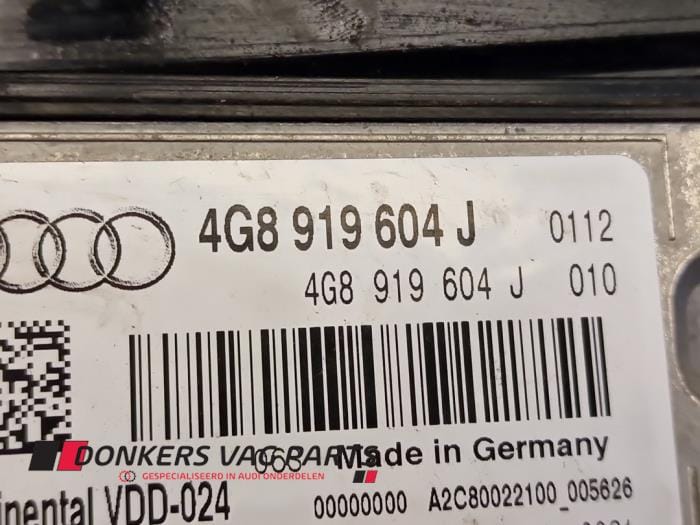 4G8 919 604 J 0112
4G8 919 604 J 010
Made in Germany
DONKERS VAG PARTS
GESPECIALISEERD IN AUDI ONDERDELEN
VDD-024
00000000 A2C80022100_005626